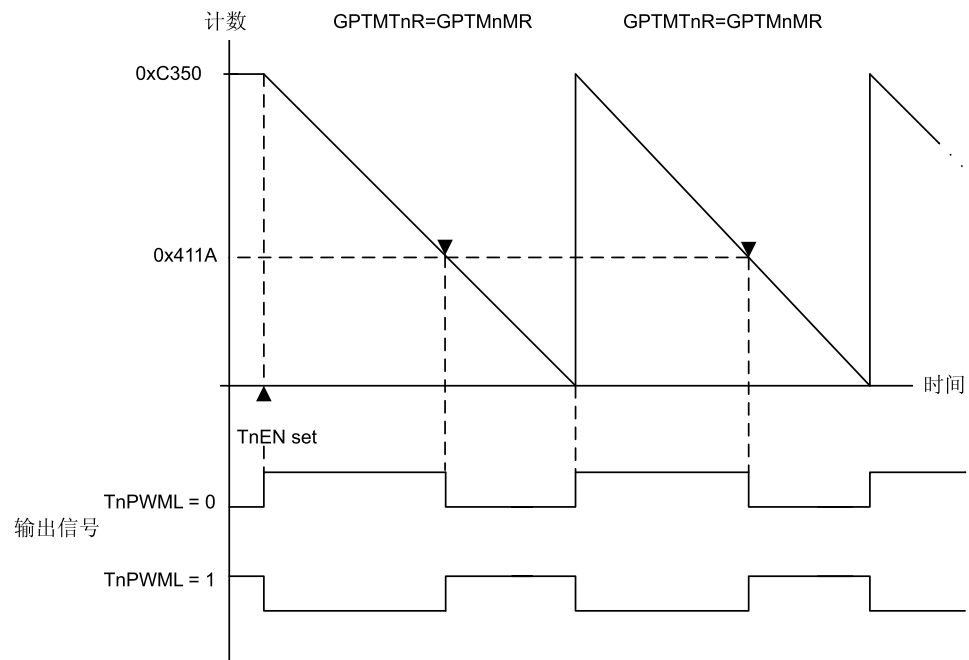 计数
GPTMTnR=GPTMnMR
GPTMTnR=GPTMnMR
0xC350
0x411A
时间
TnEN set
TnPWML = 0
输出信号
TnPWML = 1